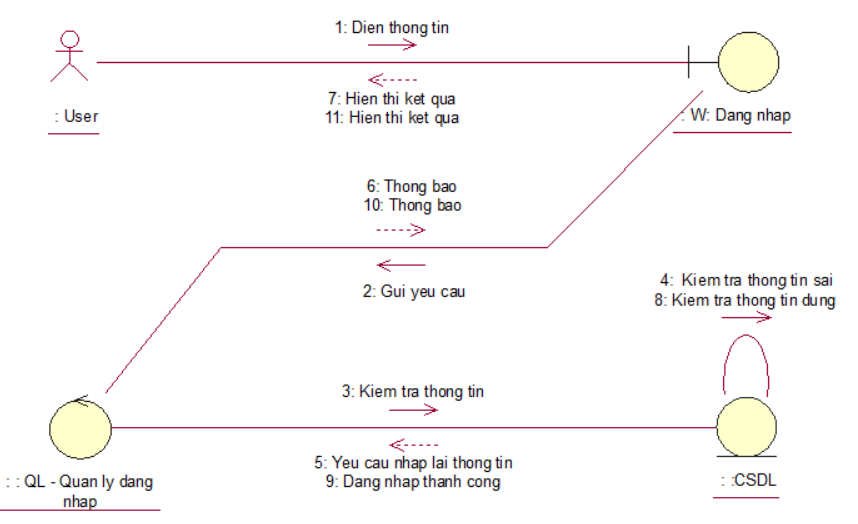 1: Dien thong tin
7: Hien thi ket qua
11: Hien thi ket qua
: User
: W: Dang nhap
6: Thong bao
10: Thong bao
2: Gui yeu cau
4: Kiem tra thong tin sai
8: Kiem tra thong tin dung
3: Kiem tra thong tin
5: Yeu cau nhap lai thong tin
9: Dang nhap thanh cong
: : QL - Quan ly dang
nhap
: :CSDL